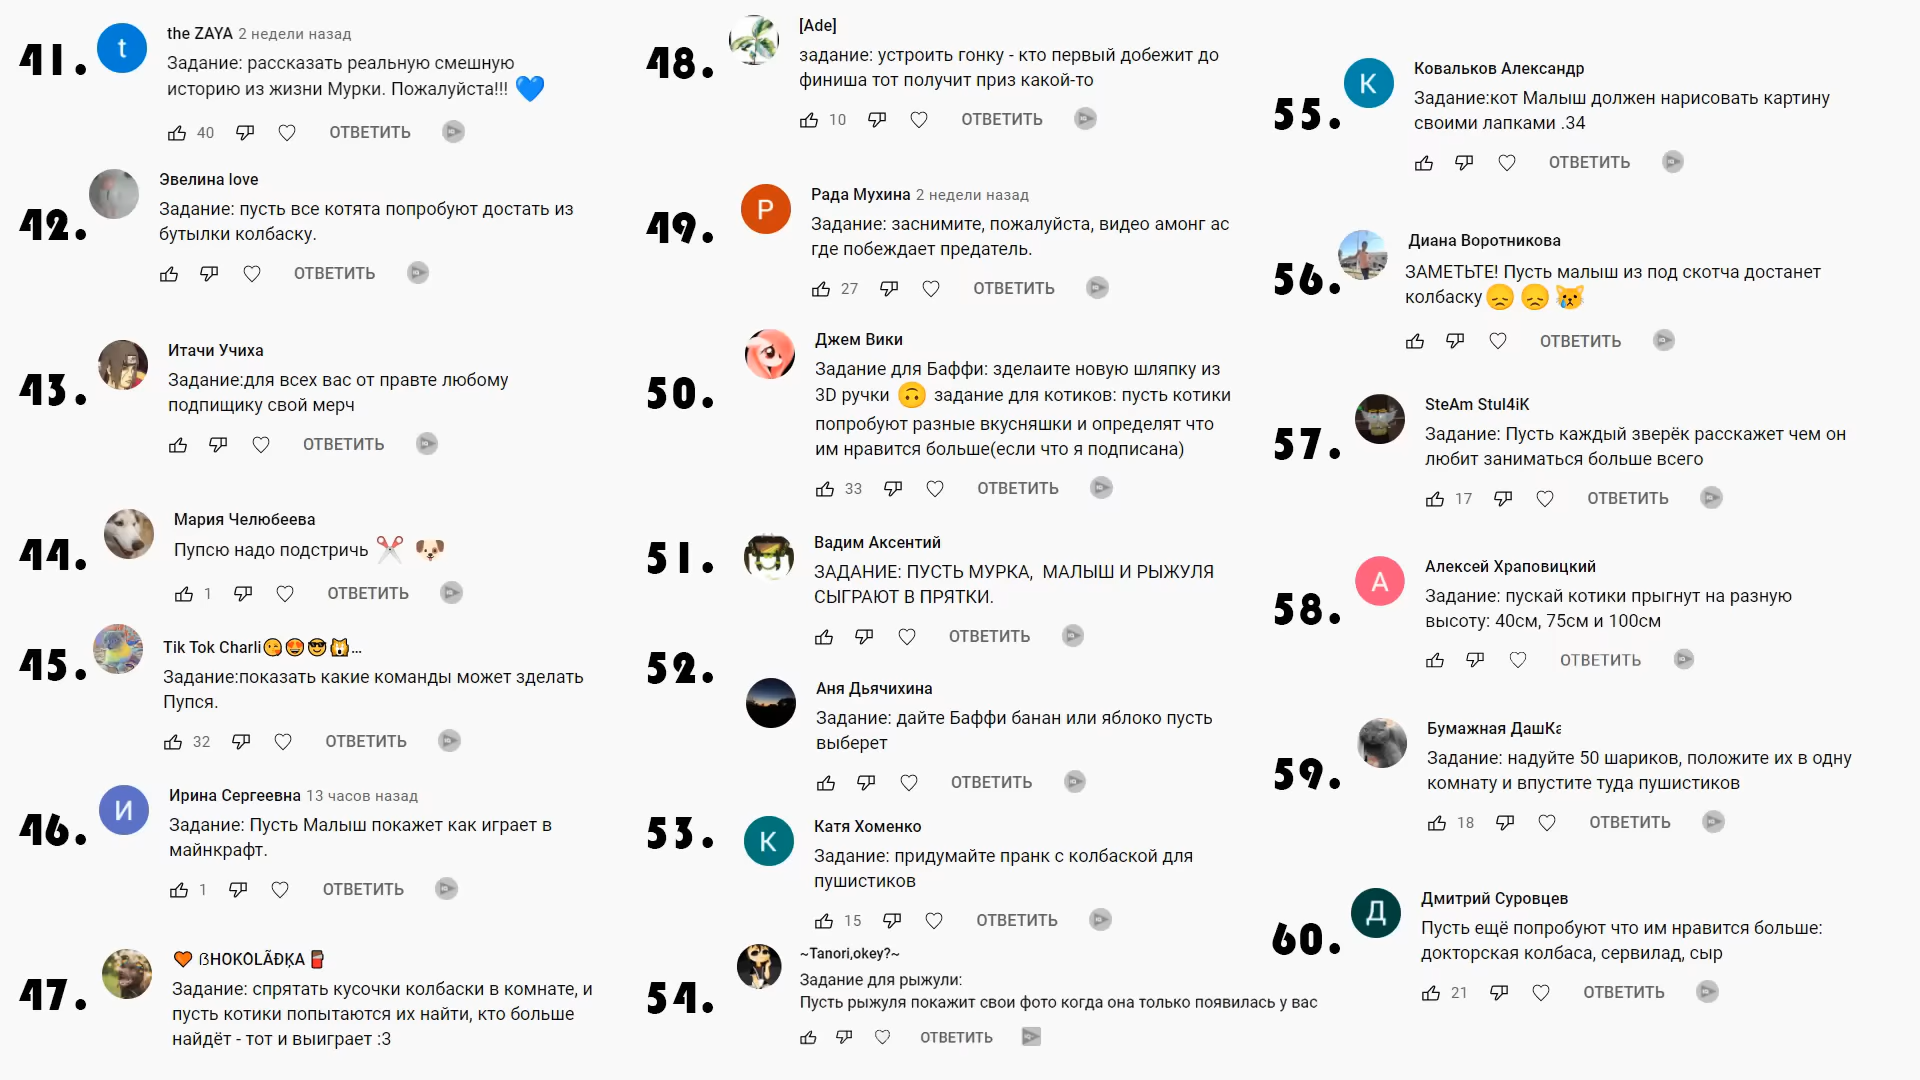 41.
the ZAYA 2 недели назад
Задание: рассказать реальную смешную
историю из жизни Мурки. Пожалуйста!!! 💙
40 ОТВЕТИТЬ
42.
Эвелина love
Задание: пусть все котята попробуют достать из
бутылки колбаску.
ОТВЕТИТЬ
43.
Итачи Учиха
Задание:для всех вас от правте любому
подпищику свой мерч
ОТВЕТИТЬ
44.
Мария Челюбеева
Пупсю надо подстричь ✂️ 🐶
1 ОТВЕТИТЬ
45.
Tik Tok Charli😘😍😎🙀...
Задание:показать какие команды может зделать
Пупся.
32 ОТВЕТИТЬ
46.
И
Ирина Сергеевна 13 часов назад
Задание: Пусть Малыш покажет как играет в
майнкрафт.
1 ОТВЕТИТЬ
47.
🧡 ẞHOKOLÃĐĶA 🧧
Задание: спрятать кусочки колбаски в комнате, и
пусть котики попытаются их найти, кто больше
найдёт - тот и выиграет :3
48.
[Ade]
задание: устроить гонку - кто первый добежит до
финиша тот получит приз какой-то
10 ОТВЕТИТЬ
49.
Р
Рада Мухина 2 недели назад
Задание: заснимите, пожалуйста, видео амонг ас
где побеждает предатель.
27 ОТВЕТИТЬ
50.
Джем Вики
Задание для Баффи: зделаите новую шляпку из
3D ручки 🙃 задание для котиков: пусть котики
попробуют разные вкусняшки и определят что
им нравится больше(если что я подписана)
33 ОТВЕТИТЬ
51.
Вадим Аксентий
ЗАДАНИЕ: ПУСТЬ МУРКА, МАЛЫШ И РЫЖУЛЯ
СЫГРАЮТ В ПРЯТКИ.
ОТВЕТИТЬ
52.
Аня Дьячихина
Задание: дайте Баффи банан или яблоко пусть
выберет
ОТВЕТИТЬ
53.
К
Катя Хоменко
Задание: придумайте пранк с колбаской для
пушистиков
15 ОТВЕТИТЬ
54.
~Tanori,okey?~
Задание для рыжули:
Пусть рыжуля покажит свои фото когда она только появилась у вас
ОТВЕТИТЬ
55.
К
Ковальков Александр
Задание:кот Малыш должен нарисовать картину
своими лапками .34
ОТВЕТИТЬ
56.
Диана Воротникова
ЗАМЕТЬТЕ! Пусть малыш из под скотча достанет
колбаску😞😞😿
ОТВЕТИТЬ
57.
SteAm Stul4iK
Задание: Пусть каждый зверёк расскажет чем он
любит заниматься больше всего
17 ОТВЕТИТЬ
58.
А
Алексей Храповицкий
Задание: пускай котики прыгнут на разную
высоту: 40см, 75см и 100см
ОТВЕТИТЬ
59.
Бумажная ДашКа
Задание: надуйте 50 шариков, положите их в одну
комнату и впустите туда пушистиков
18 ОТВЕТИТЬ
60.
Д
Дмитрий Суровцев
Пусть ещё попробуют что им нравится больше:
докторская колбаса, сервилад, сыр
21 ОТВЕТИТЬ